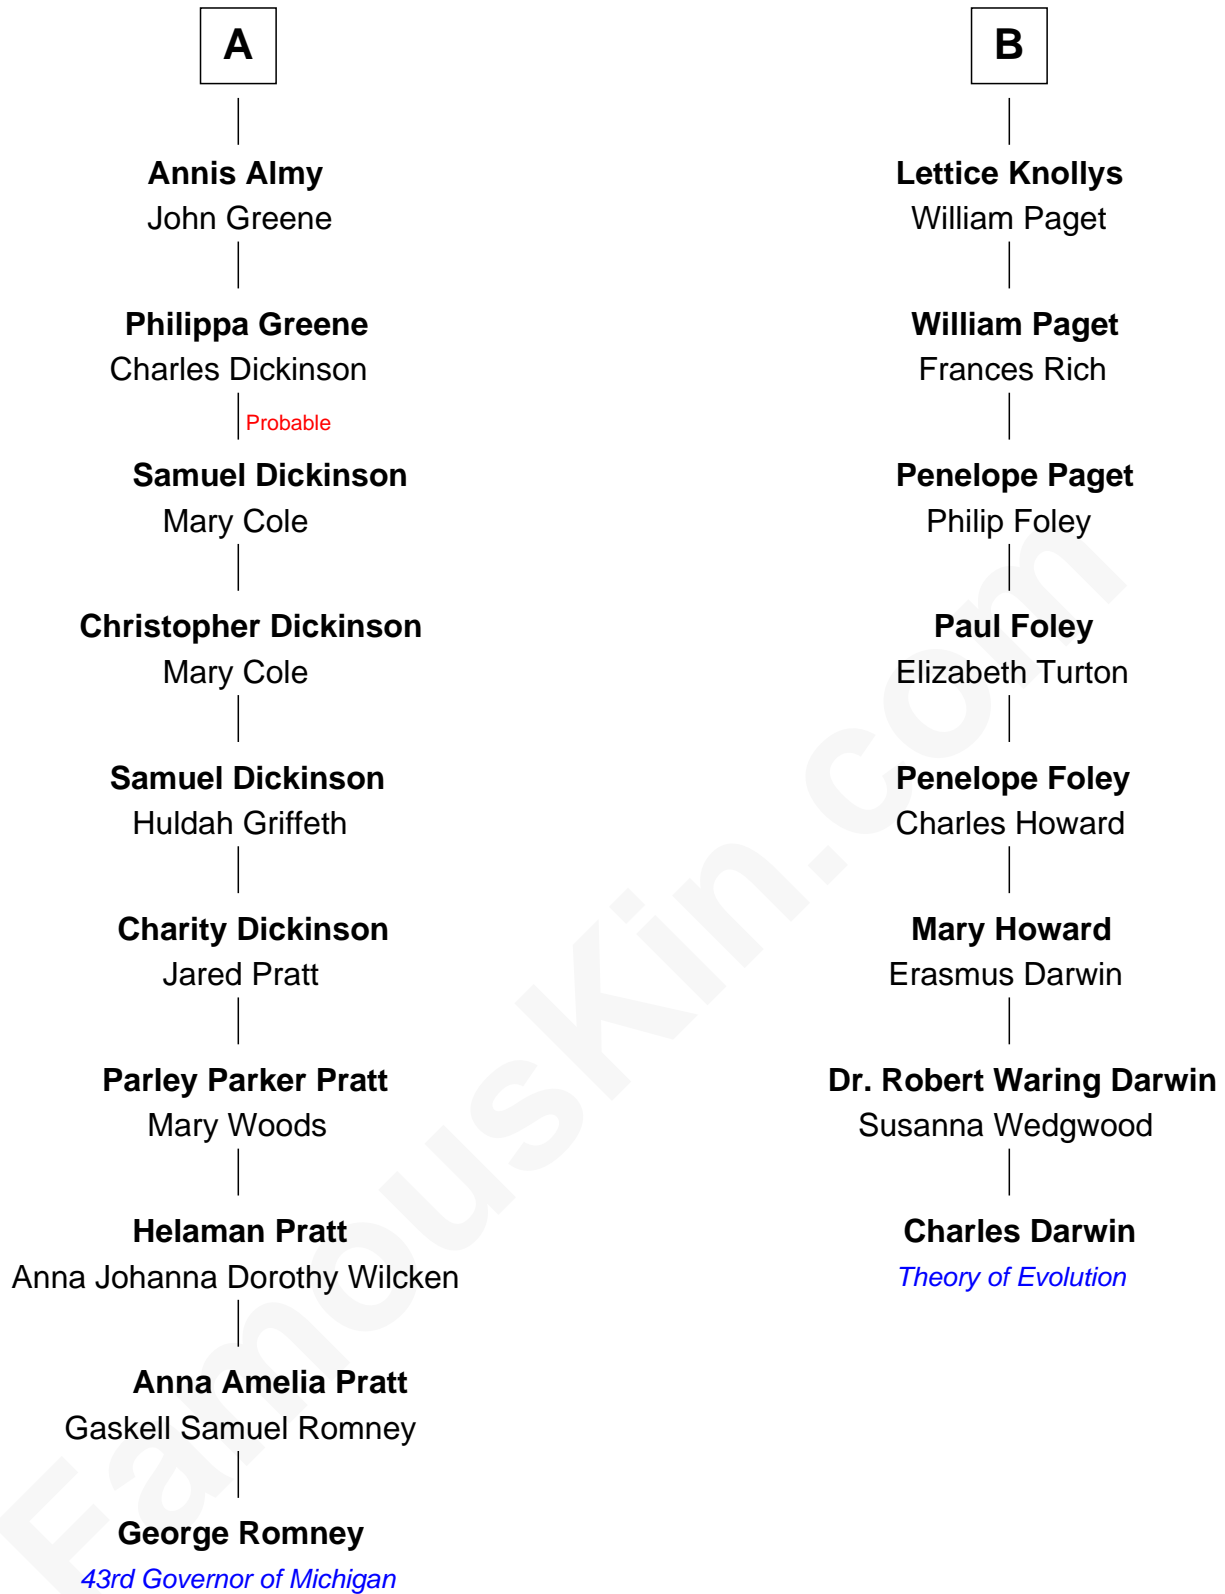 A
Annis Almy
John Greene
Philippa Greene
Charles Dickinson
Probable
Samuel Dickinson
Mary Cole
Christopher Dickinson
Mary Cole
Samuel Dickinson
Huldah Griffeth
Charity Dickinson
Jared Pratt
Parley Parker Pratt
Mary Woods
Helaman Pratt
Anna Johanna Dorothy Wilcken
Anna Amelia Pratt
Gaskell Samuel Romney
George Romney
43rd Governor of Michigan
B
Lettice Knollys
William Paget
William Paget
Frances Rich
Penelope Paget
Philip Foley
Paul Foley
Elizabeth Turton
Penelope Foley
Charles Howard
Mary Howard
Erasmus Darwin
Dr. Robert Waring Darwin
Susanna Wedgwood
Charles Darwin
Theory of Evolution
FamousKin.com